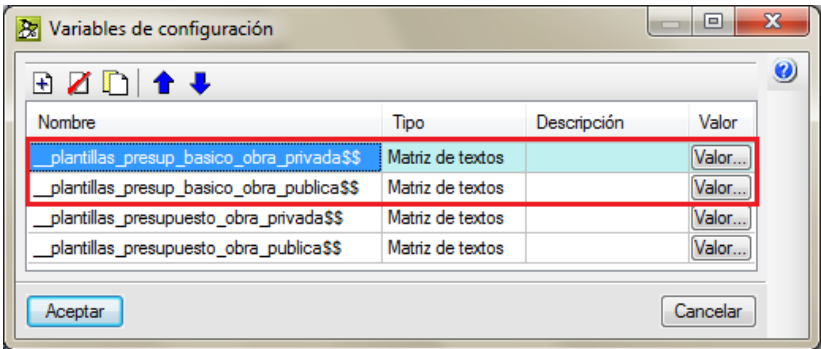 Variables de configuración
Nombre Tipo Descripción Valor
__plantillas_presup_basico_obra_privada$$ Matriz de textos Valor...
__plantillas_presup_basico_obra_publica$$ Matriz de textos Valor...
__plantillas_presupuesto_obra_privada$$ Matriz de textos Valor...
__plantillas_presupuesto_obra_publica$$ Matriz de textos Valor...
Aceptar Cancelar